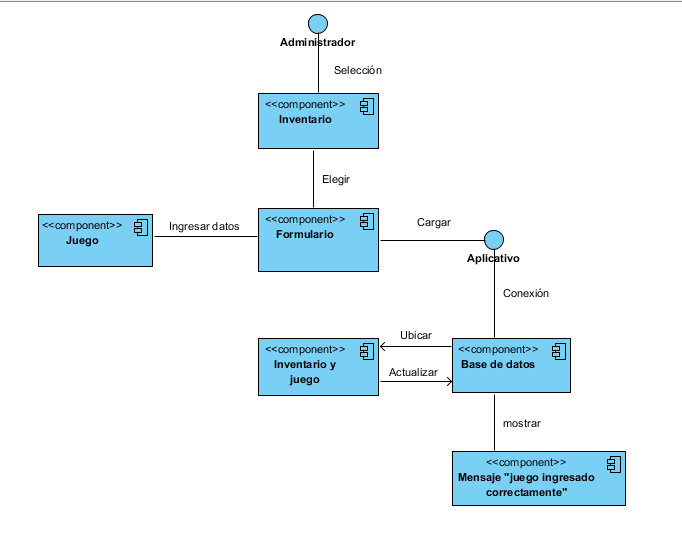 Administrador
Selección
<<component>>
Inventario
Elegir
<<component>>
Juego
Ingresar datos
<<component>>
Formulario
Cargar
Aplicativo
Conexión
<<component>>
Inventario y
juego
Ubicar
Actualizar
<<component>>
Base de datos
mostrar
<<component>>
Mensaje "juego ingresado
correctamente"